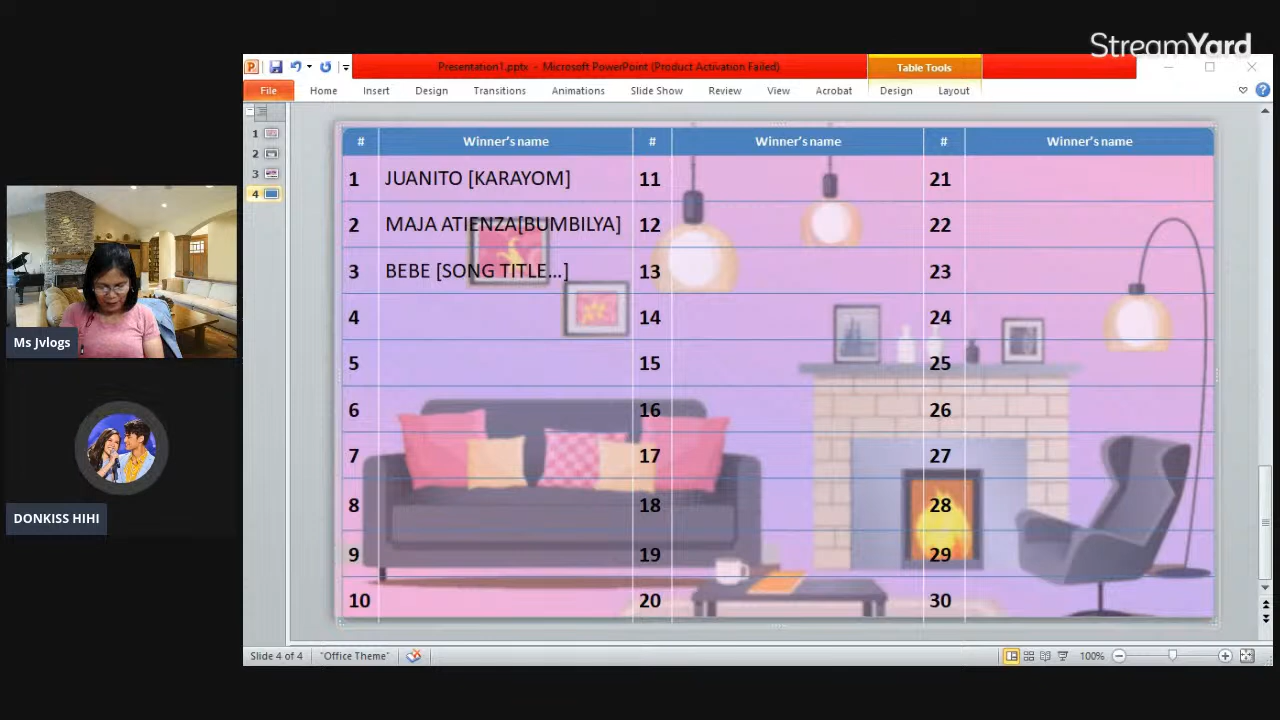 StreamYard
Presentation1.pptx - Microsoft PowerPoint (Product Activation Failed)
Table Tools
File Home Insert Design Transitions Animations Slide Show Review View Acrobat Design Layout
1
2
3
4
# Winner's name # Winner's name # Winner's name
1 JUANITO [KARAYOM] 11 21
2 MAJA ATIENZA[BUMBILYA] 12 22
3 BEBE [SONG TITLE...] 13 23
4 14 24
5 15 25
6 16 26
7 17 27
8 18 28
9 19 29
10 20 30
Ms Jvlogs
DONKISS HIHI
Slide 4 of 4 "Office Theme" 100%